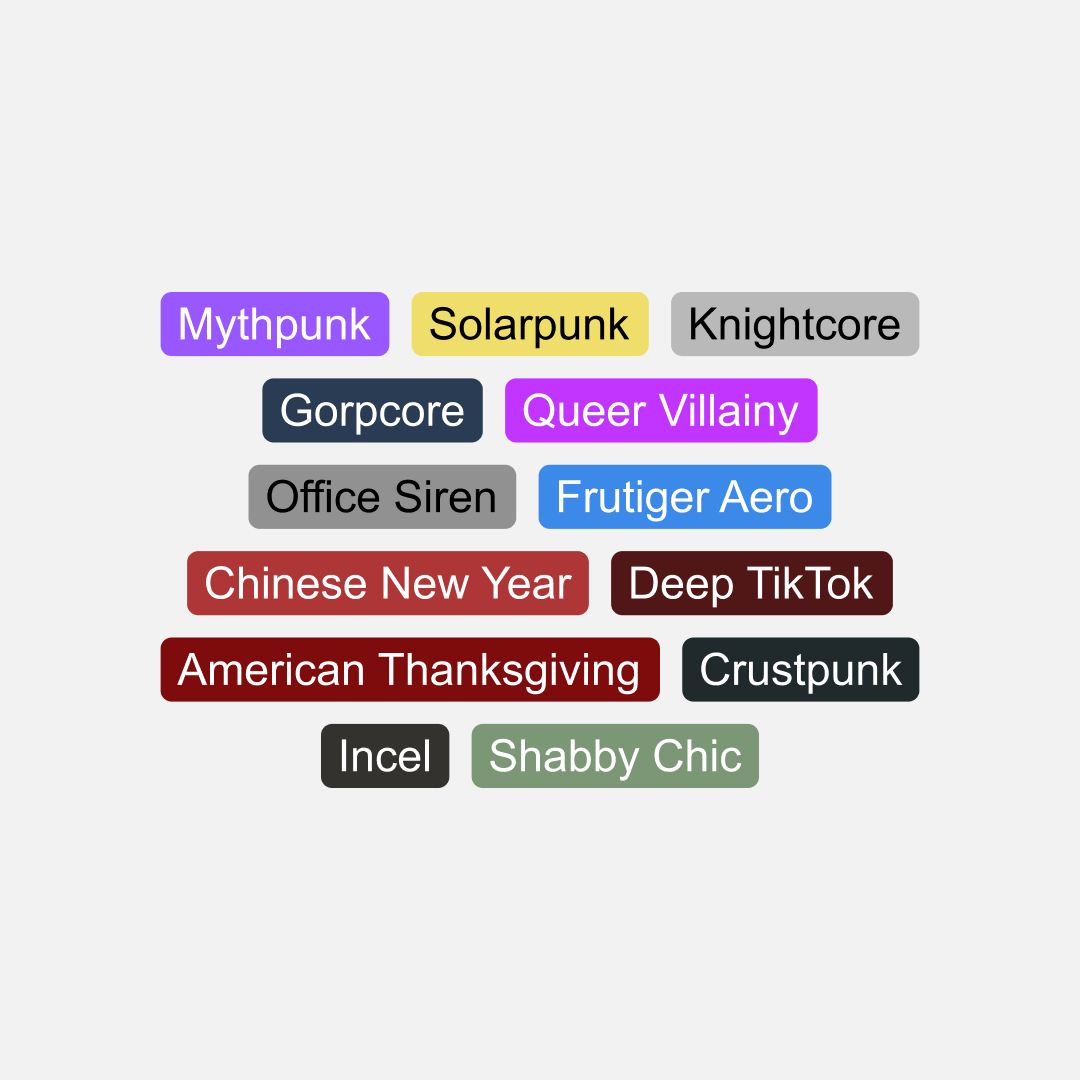 Mythpunk Solarpunk Knightcore
Gorpcore Queer Villainy
Office Siren Frutiger Aero
Chinese New Year Deep TikTok
American Thanksgiving Crustpunk
Incel Shabby Chic